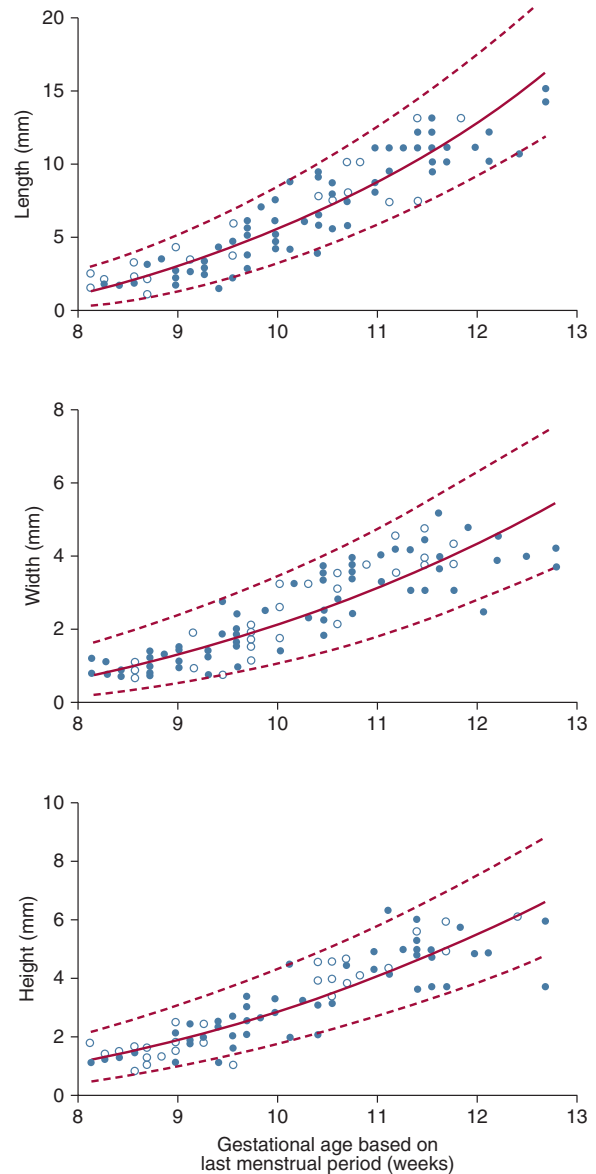 20
15
10
5
0
Length (mm)
8 9 10 11 12 13
8
6
4
2
0
Width (mm)
8 9 10 11 12 13
10
8
6
4
2
0
Height (mm)
8 9 10 11 12 13
Gestational age based on
last menstrual period (weeks)